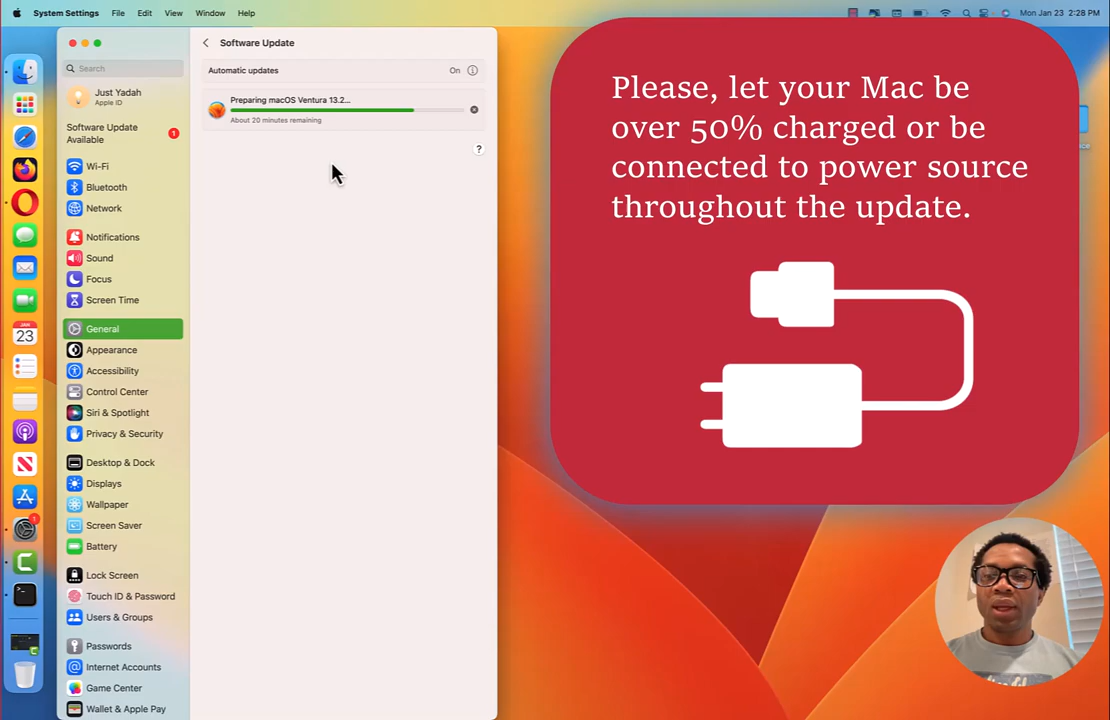 System Settings File Edit View Window Help
Mon Jan 23 2:28 PM
Search
Just Yadah
Apple ID
Software Update
Available
1
Wi-Fi
Bluetooth
Network
Notifications
Sound
Focus
Screen Time
General
Appearance
Accessibility
Control Center
Siri & Spotlight
Privacy & Security
Desktop & Dock
Displays
Wallpaper
Screen Saver
Battery
Lock Screen
Touch ID & Password
Users & Groups
Passwords
Internet Accounts
Game Center
Wallet & Apple Pay
Software Update
Automatic updates
On
Preparing macOS Ventura 13.2...
About 20 minutes remaining
?
Please, let your Mac be
over 50% charged or be
connected to power source
throughout the update.
JAN
23
1